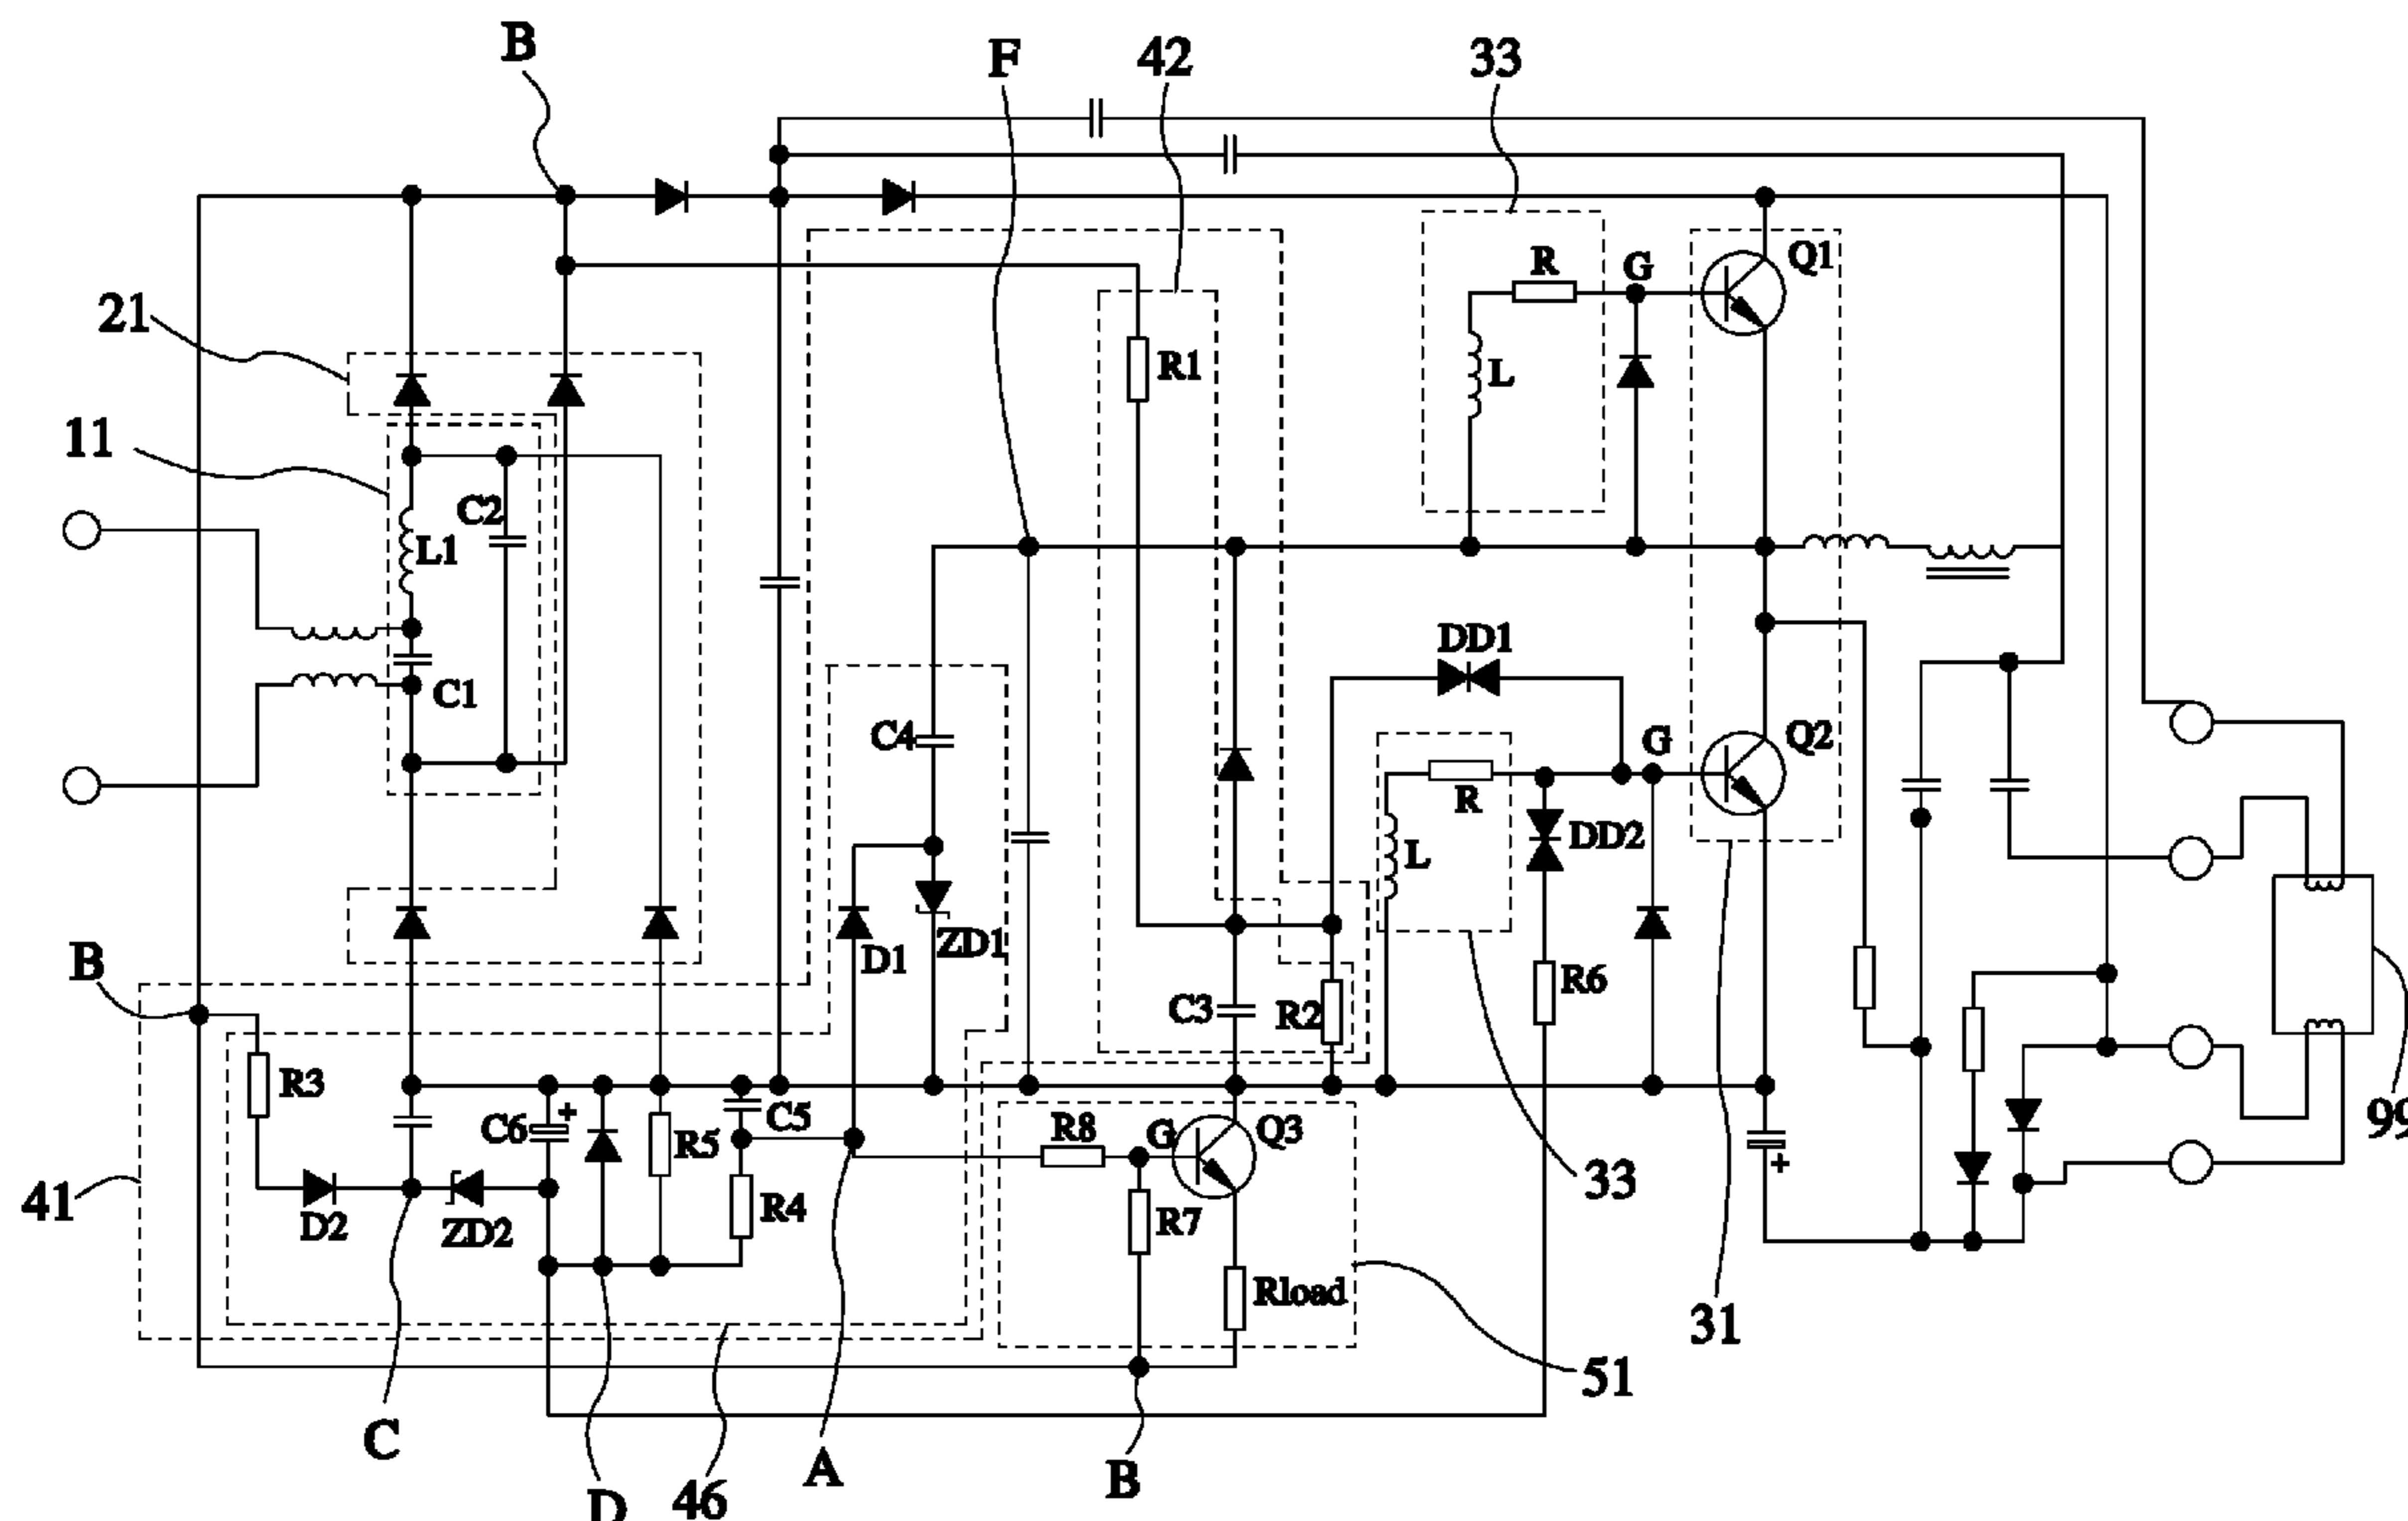 B
F
42
33
Q1
R
G
21
R1
L
11
C2
L1
DD1
C1
C4
G
Q2
R
DD2
L
B
D1
ZD1
R6
C3
R2
R3
C6
+
C5
R8
G
Q3
99
R5
+
41
D2
ZD2
R4
R7
33
Rload
31
51
C
A
B
D
46